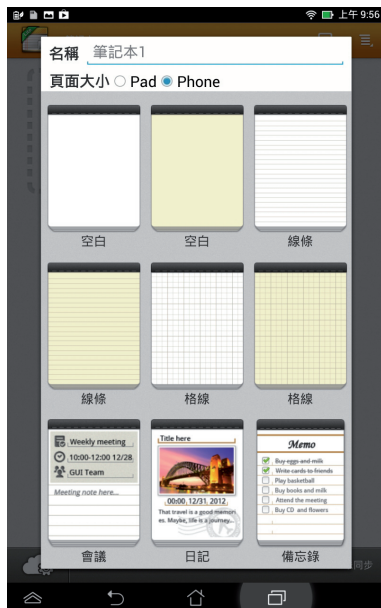 上午 9:56
名稱 筆記本1
頁面大小 Pad Phone
空白 空白 線條
線條 格線 格線
Weekly meeting
10:00-12:00 12/28
GUI Team
Meeting note here...
Title here
00:00, 12/31, 2012,
That travel is a good memori
es. Maybe, life is a journey...
Memo
Buy eggs and milk
Write cards to friends
Play basketball
Buy books and milk
Attend the meeting
Buy CD and flowers
會議 日記 備忘錄
同步